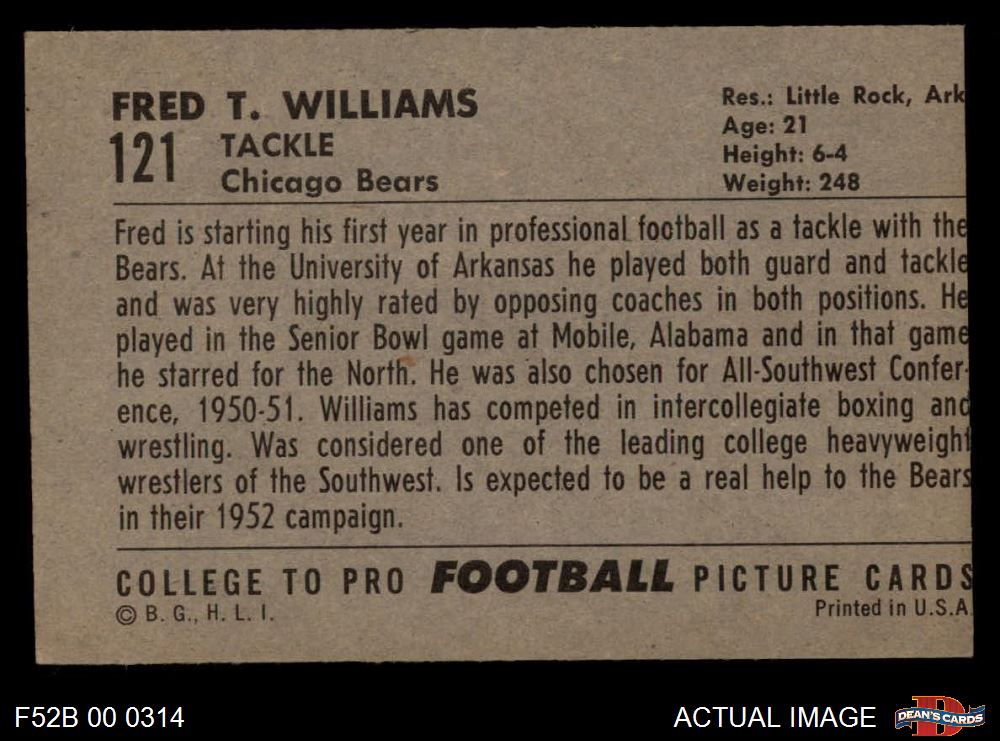 FRED T. WILLIAMS
121 TACKLE
Chicago Bears
Res.: Little Rock, Ark
Age: 21
Height: 6-4
Weight: 248
Fred is starting his first year in professional football as a tackle with the
Bears. At the University of Arkansas he played both guard and tackle
and was very highly rated by opposing coaches in both positions. He
played in the Senior Bowl game at Mobile, Alabama and in that game
he starred for the North. He was also chosen for All-Southwest Confer-
ence, 1950-51. Williams has competed in intercollegiate boxing and
wrestling. Was considered one of the leading college heavyweight
wrestlers of the Southwest. Is expected to be a real help to the Bears
in their 1952 campaign.
COLLEGE TO PRO FOOTBALL PICTURE CARDS
© B. G., H. L. I.
Printed in U.S.A
F52B 00 0314
ACTUAL IMAGE
D
DEAN'S CARDS